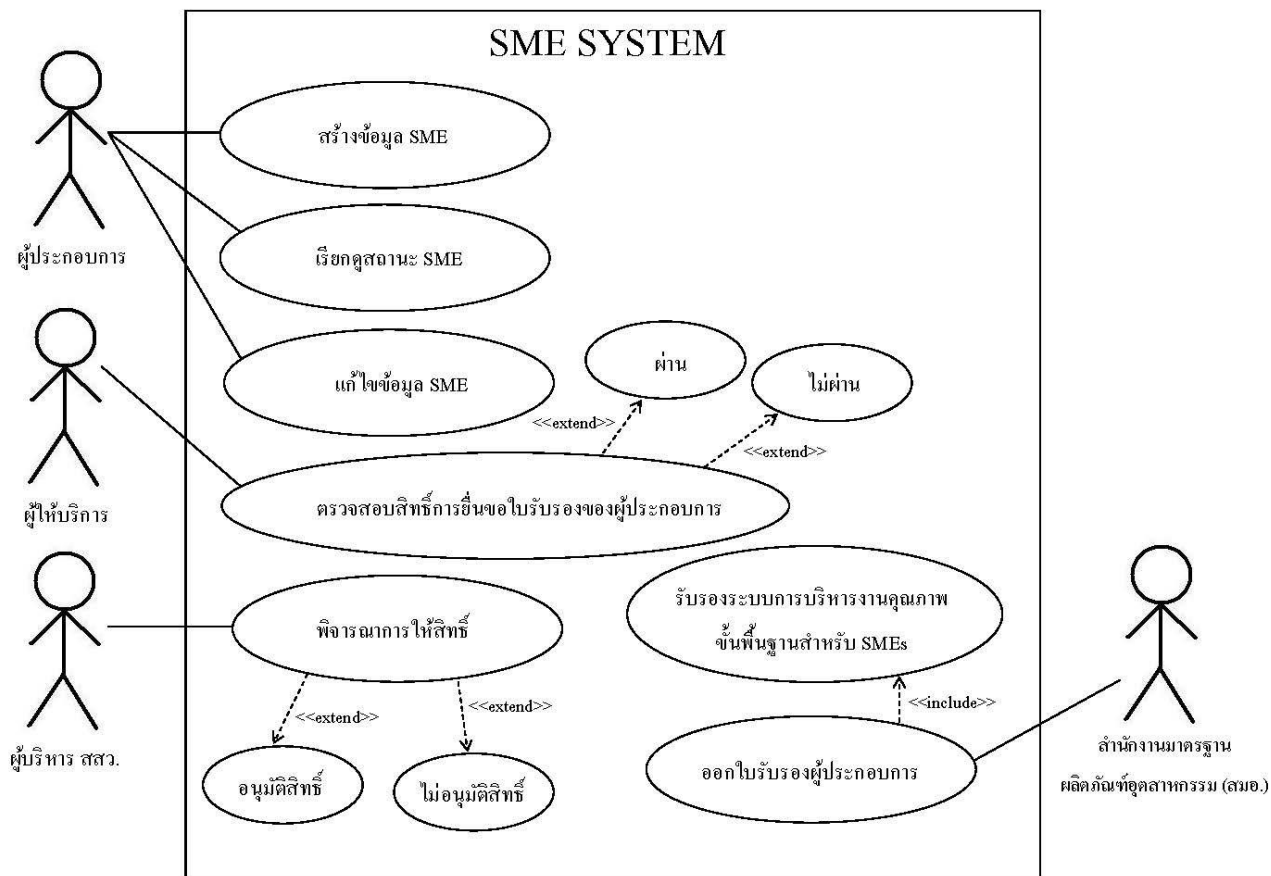 SME SYSTEM
สร้างข้อมูล SME
เรียกดูสถานะ SME
ผู้ประกอบการ
แก้ไขข้อมูล SME
ผ่าน
ไม่ผ่าน
<<extend>>
<<extend>>
ตรวจสอบสิทธิ์การยื่นขอใบรับรองของผู้ประกอบการ
ผู้ให้บริการ
รับรองระบบการบริหารงานคุณภาพ
ขั้นพื้นฐานสำหรับ SMEs
พิจารณาการให้สิทธิ์
<<extend>>
<<extend>>
<<include>>
ผู้บริหาร สสว.
อนุมัติสิทธิ์
ไม่อนุมัติสิทธิ์
ออกใบรับรองผู้ประกอบการ
สำนักงานมาตรฐาน
ผลิตภัณฑ์อุตสาหกรรม (สมอ.)